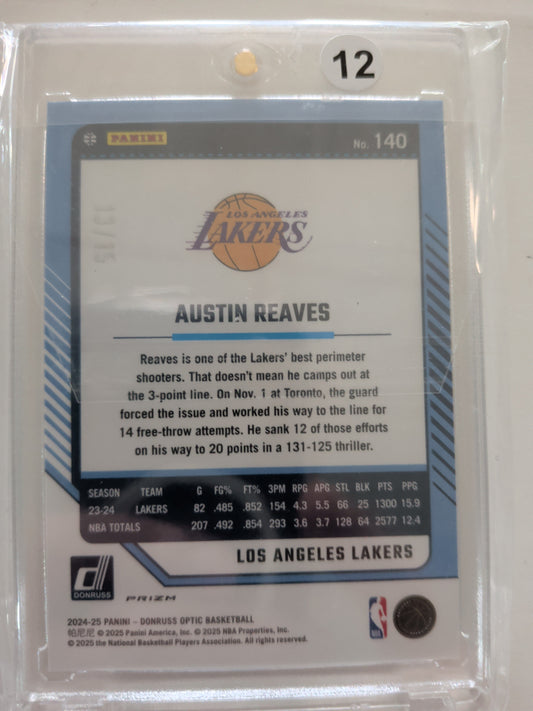 12
PANINI
No. 140
13/15
LOS ANGELES
LAKERS
AUSTIN REAVES
Reaves is one of the Lakers' best perimeter
shooters. That doesn't mean he camps out at
the 3-point line. On Nov. 1 at Toronto, the guard
forced the issue and worked his way to the line for
14 free-throw attempts. He sank 12 of those efforts
on his way to 20 points in a 131-125 thriller.
SEASON TEAM G FG% FT% 3PM RPG APG STL BLK PTS PPG
23-24 LAKERS 82 .485 .852 154 4.3 5.5 66 25 1300 15.9
NBA TOTALS 207 .492 .854 293 3.6 3.7 128 64 2577 12.4
LOS ANGELES LAKERS
DONRUSS
PRIZM
2024-25 PANINI – DONRUSS OPTIC BASKETBALL
帕尼尼 © 2025 Panini America, Inc. © 2025 NBA Properties, Inc.
© 2025 the National Basketball Players Association. All rights reserved.